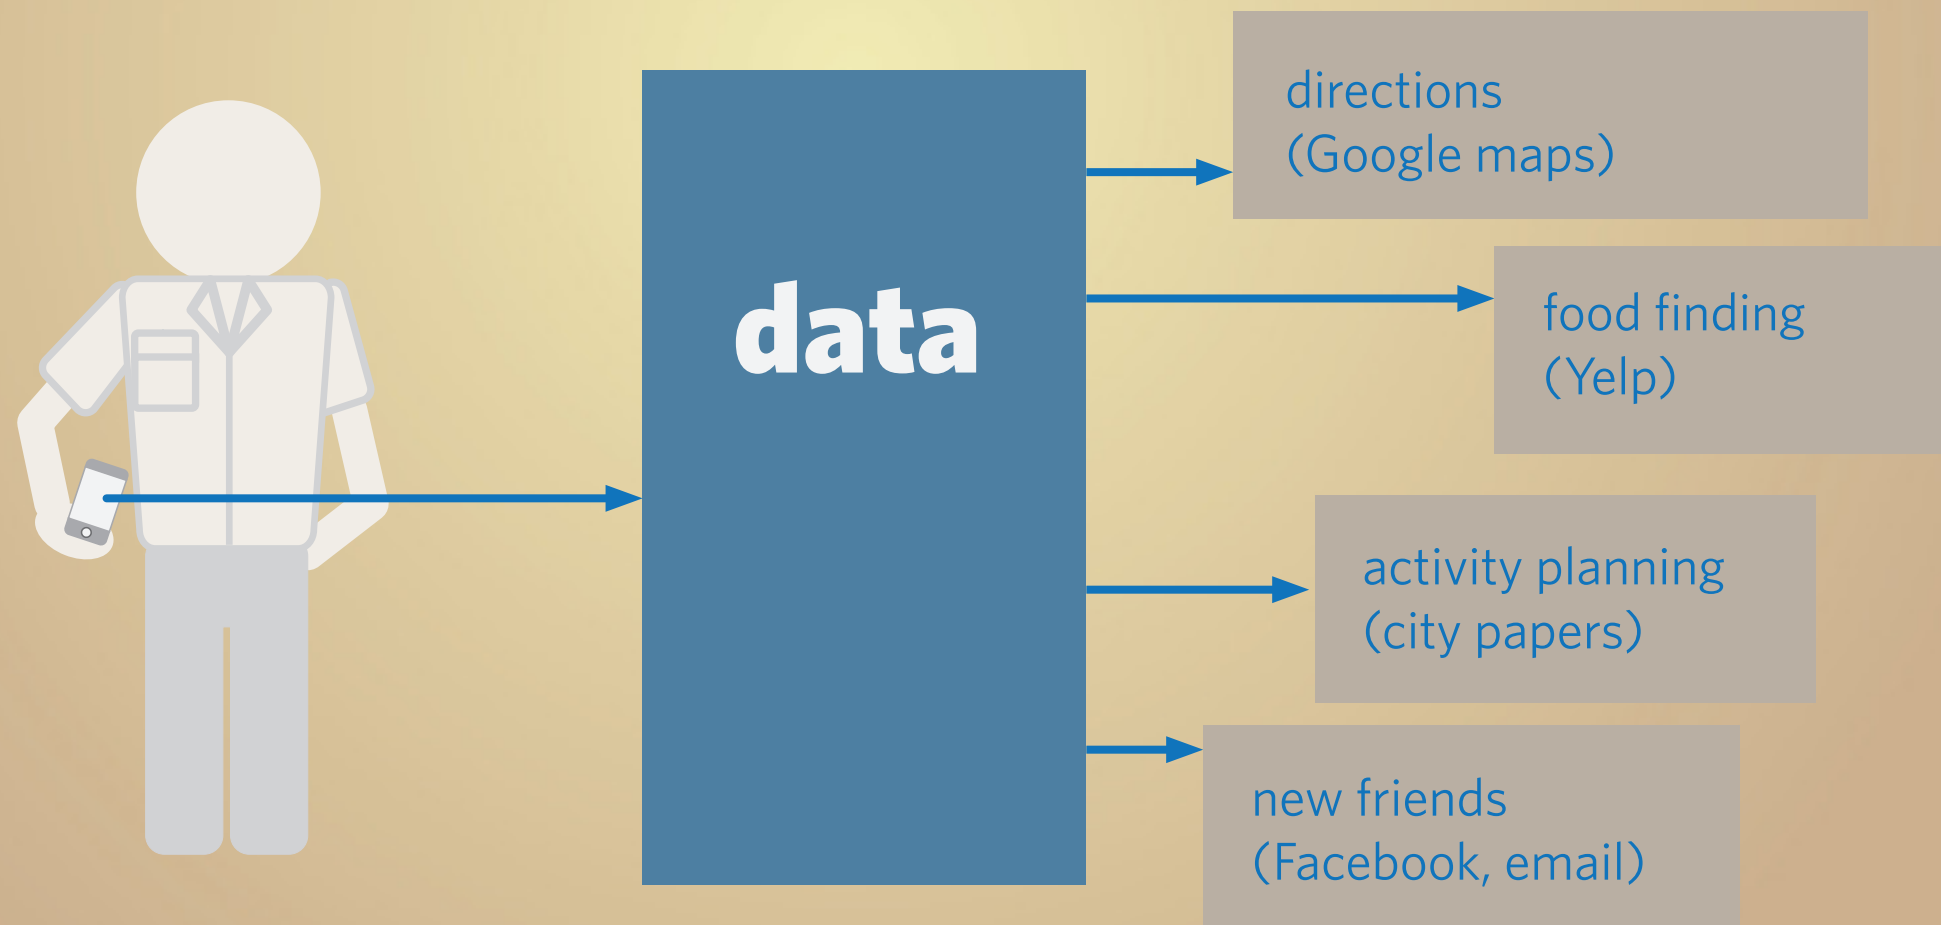 data
directions
(Google maps)
food finding
(Yelp)
activity planning
(city papers)
new friends
(Facebook, email)